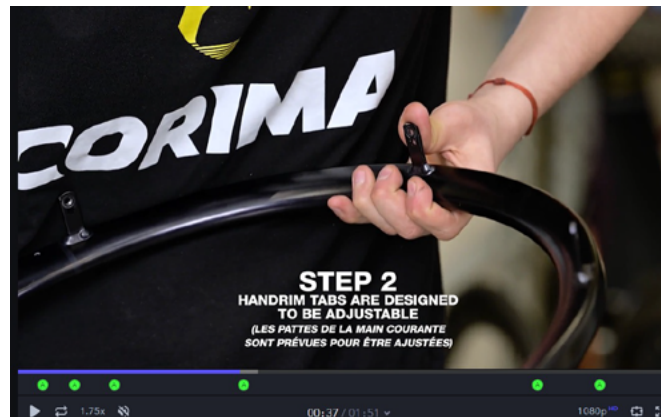 CORIMA
STEP 2
HANDRIM TABS ARE DESIGNED
TO BE ADJUSTABLE
(LES PATTES DE LA MAIN COURANTE
SONT PRÉVUES POUR ÊTRE AJUSTÉES)
A A A A A A
1.75x 00:37 / 01:51 1080p